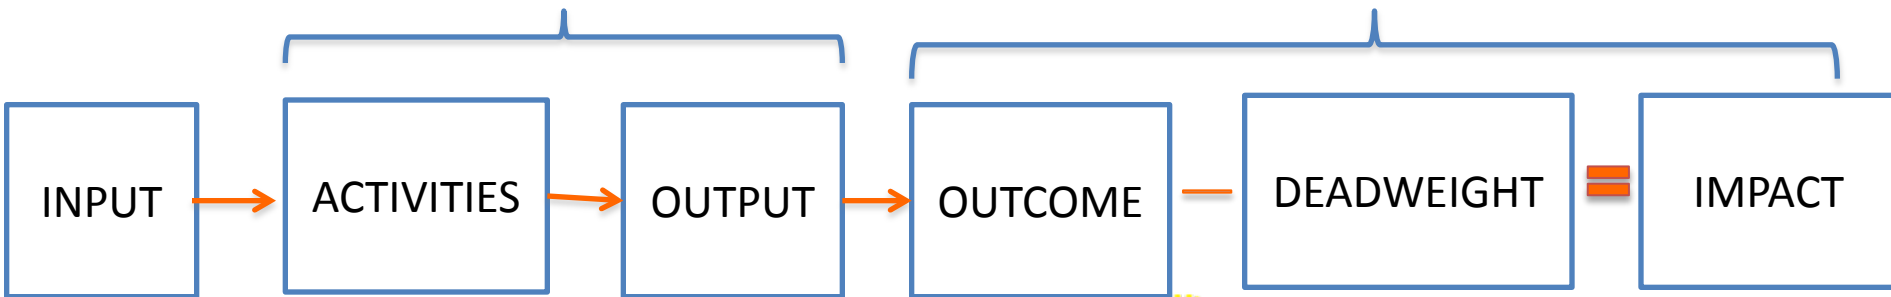 INPUT
ACTIVITIES
OUTPUT
OUTCOME
DEADWEIGHT
IMPACT